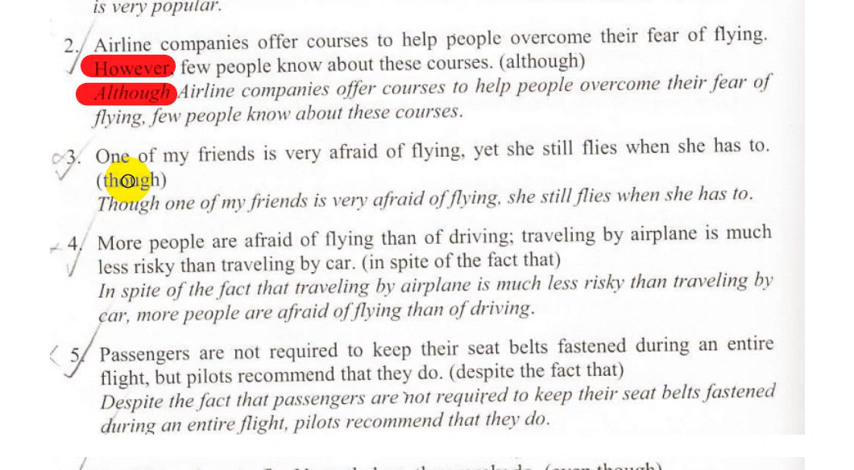 is very popular.
2. Airline companies offer courses to help people overcome their fear of flying.
However, few people know about these courses. (although)
Although Airline companies offer courses to help people overcome their fear of
flying, few people know about these courses.
3. One of my friends is very afraid of flying, yet she still flies when she has to.
(though)
Though one of my friends is very afraid of flying, she still flies when she has to.
4. More people are afraid of flying than of driving; traveling by airplane is much
less risky than traveling by car. (in spite of the fact that)
In spite of the fact that traveling by airplane is much less risky than traveling by
car, more people are afraid of flying than of driving.
5. Passengers are not required to keep their seat belts fastened during an entire
flight, but pilots recommend that they do. (despite the fact that)
Despite the fact that passengers are not required to keep their seat belts fastened
during an entire flight, pilots recommend that they do.
(even though)